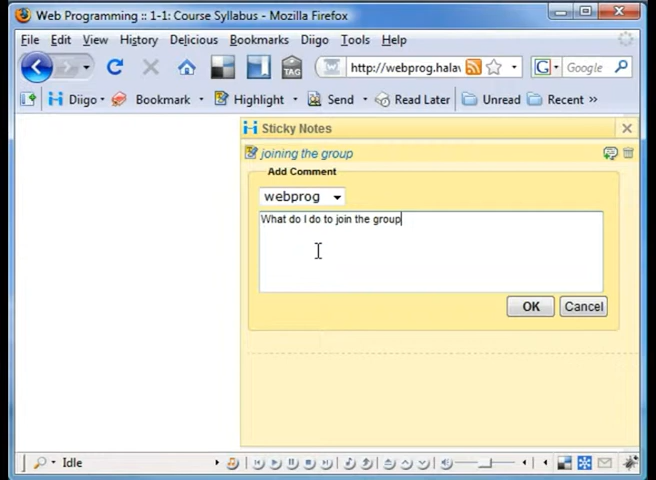 Web Programming :: 1-1: Course Syllabus - Mozilla Firefox
File Edit View History Delicious Bookmarks Diigo Tools Help
TAG http://webprog.halav G Google
Diigo Bookmark Highlight Send Read Later Unread Recent »
Sticky Notes
joining the group
Add Comment
webprog
What do I do to join the group
OK Cancel
Idle